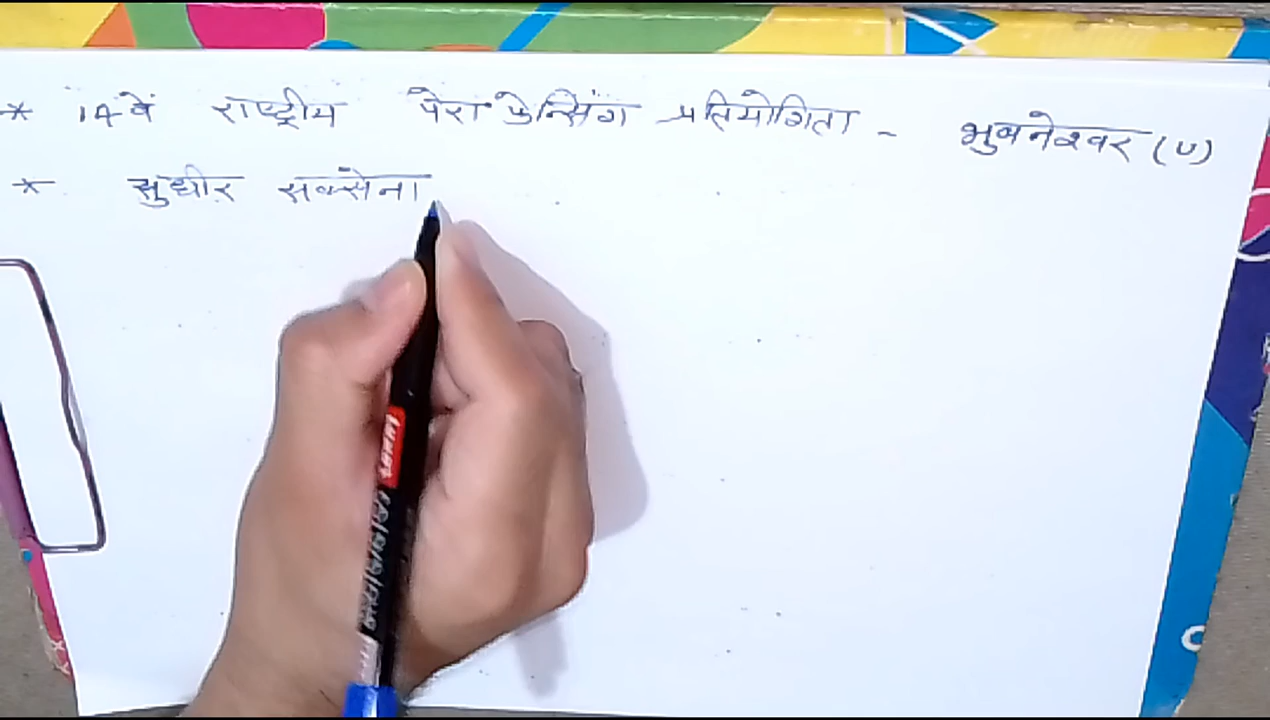 * 14वें राष्ट्रीय पेरा फेन्सिंग प्रतियोगिता - भुवनेश्वर (U)
* सुधीर सक्सेना